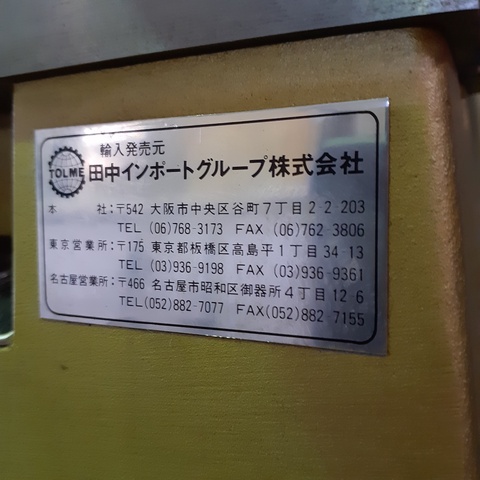 TOLME
輸入発売元
田中インポートグループ株式会社
本 社:〒542 大阪市中央区谷町7丁目2-2-203
TEL (06)768-3173 FAX (06)762-3806
東京営業所:〒175 東京都板橋区高島平1丁目34-13
TEL (03)936-9198 FAX (03)936-9361
名古屋営業所:〒466 名古屋市昭和区御器所4丁目12-6
TEL(052)882-7077 FAX(052)882-7155